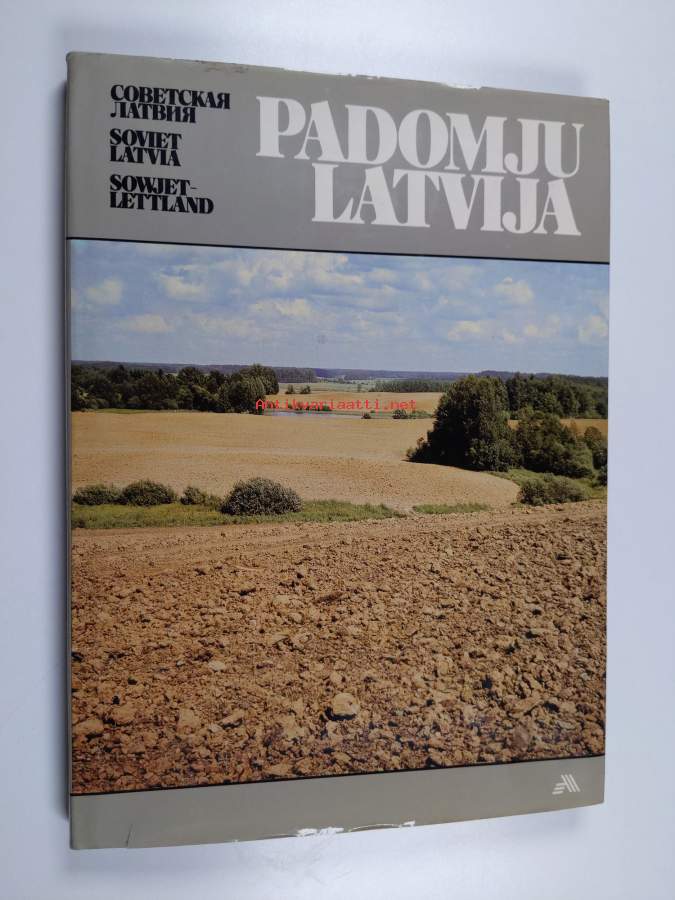 СОВЕТСКАЯ
ЛАТВИЯ
SOVIET
LATVIA
SOWJET-
LETTLAND
PADOMJU
LATVIJA
Antikvariaatti.net